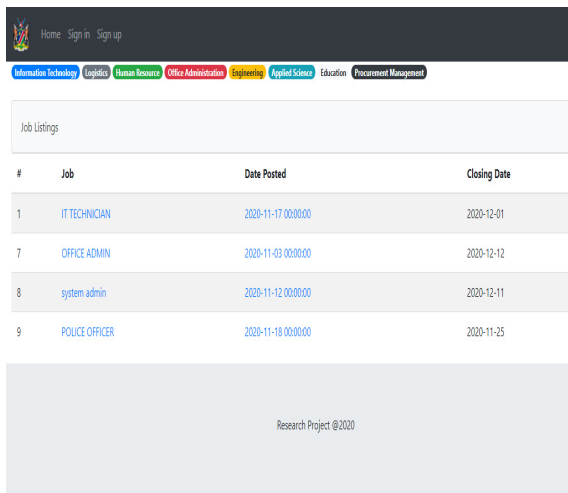 Home Sign in Sign up
Information Technology Logistics Human Resource Office Administration Engineering Applied Science Education Procurement Management
Job Listings
# Job Date Posted Closing Date
1 IT TECHNICIAN 2020-11-17 00:00:00 2020-12-01
7 OFFICE ADMIN 2020-11-03 00:00:00 2020-12-12
8 system admin 2020-11-12 00:00:00 2020-12-11
9 POLICE OFFICER 2020-11-18 00:00:00 2020-11-25
Research Project @2020